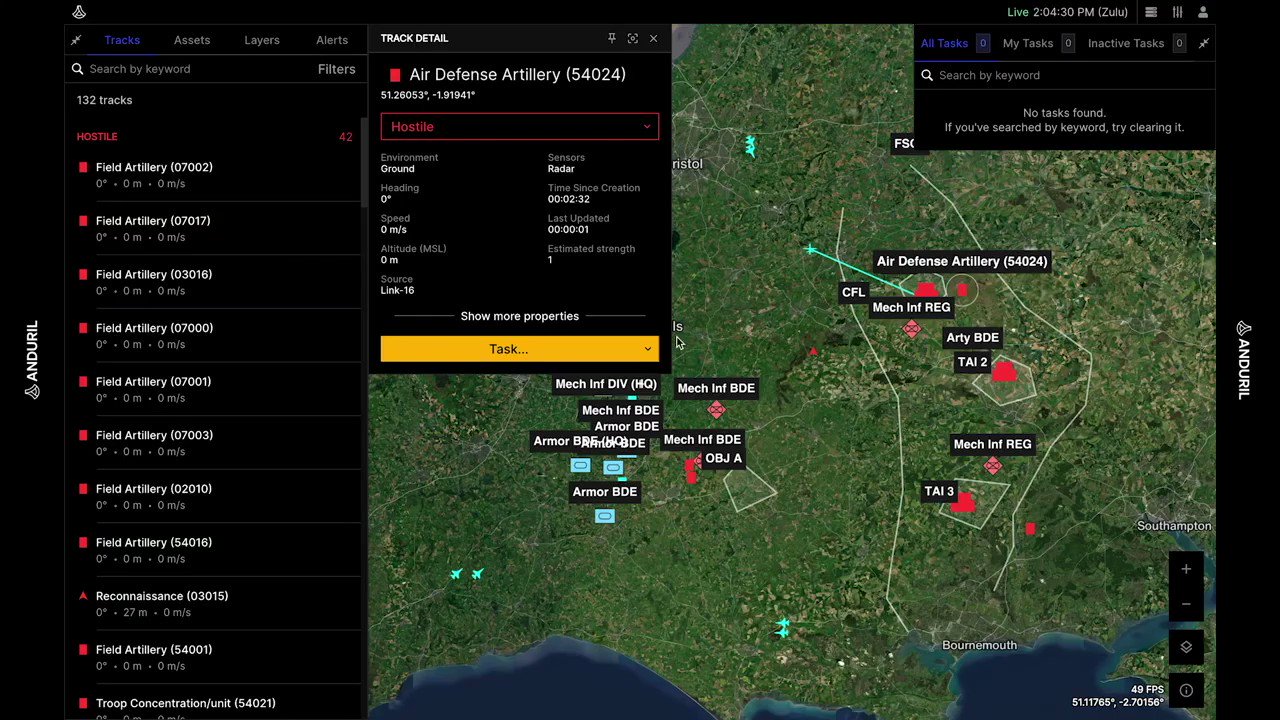 Live 2:04:30 PM (Zulu)
Tracks
Assets
Layers
Alerts
Search by keyword
Filters
132 tracks
HOSTILE
42
Field Artillery (07002)
0° • 0 m • 0 m/s
Field Artillery (07017)
0° • 0 m • 0 m/s
Field Artillery (03016)
0° • 0 m • 0 m/s
Field Artillery (07000)
0° • 0 m • 0 m/s
Field Artillery (07001)
0° • 0 m • 0 m/s
Field Artillery (07003)
0° • 0 m • 0 m/s
Field Artillery (02010)
0° • 0 m • 0 m/s
Field Artillery (54016)
0° • 0 m • 0 m/s
Reconnaissance (03015)
0° • 27 m • 0 m/s
Field Artillery (54001)
0° • 0 m • 0 m/s
Troop Concentration/unit (54021)
TRACK DETAIL
Air Defense Artillery (54024)
51.26053°, -1.91941°
Hostile
Environment
Ground
Sensors
Radar
Heading
0°
Time Since Creation
00:02:32
Speed
0 m/s
Last Updated
00:00:01
Altitude (MSL)
0 m
Estimated strength
1
Source
Link-16
Show more properties
Task...
All Tasks 0
My Tasks 0
Inactive Tasks 0
Search by keyword
No tasks found.
If you've searched by keyword, try clearing it.
ristol
FSC
Air Defense Artillery (54024)
CFL
Mech Inf REG
ls
Arty BDE
TAI 2
Mech Inf DIV (HQ)
Mech Inf BDE
Mech Inf BDE
Armor BDE
Armor BDE (HQ)
Armor BDE
Mech Inf BDE
OBJ A
Mech Inf REG
Armor BDE
TAI 3
Southampton
Bournemouth
49 FPS
51.11765°, -2.70156°
ANDURIL
ANDURIL